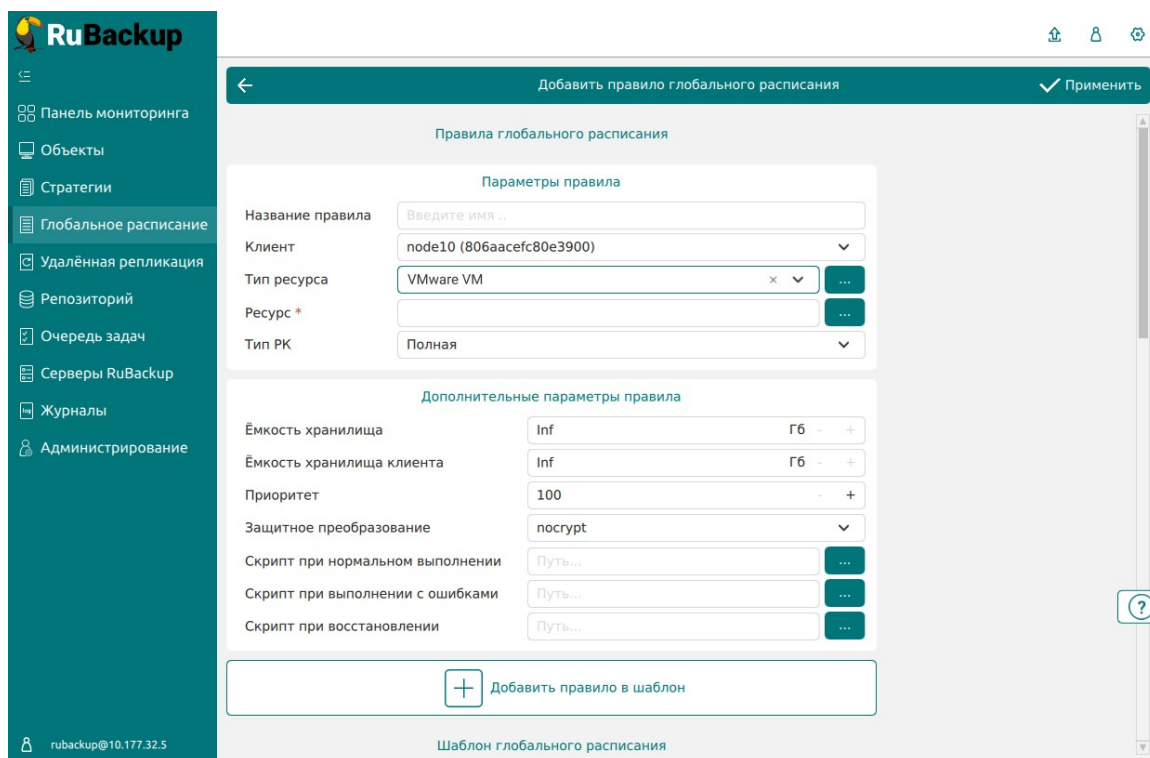 RuBackup
Панель мониторинга
Объекты
Стратегии
Глобальное расписание
Удалённая репликация
Репозиторий
Очередь задач
Серверы RuBackup
Журналы
Администрирование
rubackup@10.177.32.5
Добавить правило глобального расписания
Применить
Правила глобального расписания
Параметры правила
Название правила Введите имя ..
Клиент node10 (806aacefc80e3900)
Тип ресурса VMware VM × ...
Ресурс * ...
Тип РК Полная
Дополнительные параметры правила
Ёмкость хранилища Inf Гб - +
Ёмкость хранилища клиента Inf Гб - +
Приоритет 100 - +
Защитное преобразование nocrypt
Скрипт при нормальном выполнении Путь... ...
Скрипт при выполнении с ошибками Путь... ...
Скрипт при восстановлении Путь... ...
+ Добавить правило в шаблон
Шаблон глобального расписания
?